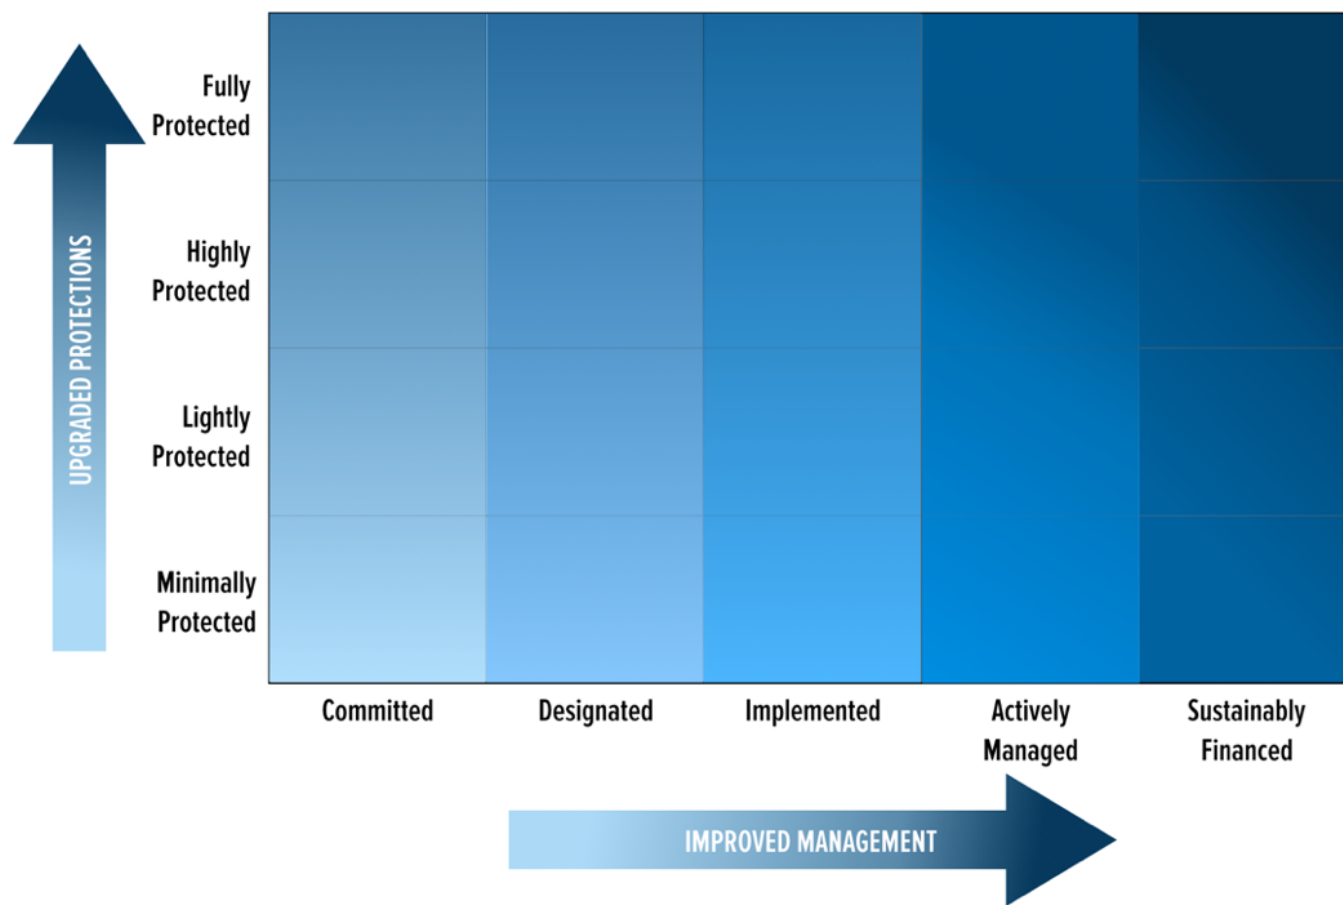 Fully
Protected
Highly
Protected
UPGRADED PROTECTIONS
Lightly
Protected
Minimally
Protected
Committed
Designated
Implemented
Actively
Managed
Sustainably
Financed
IMPROVED MANAGEMENT